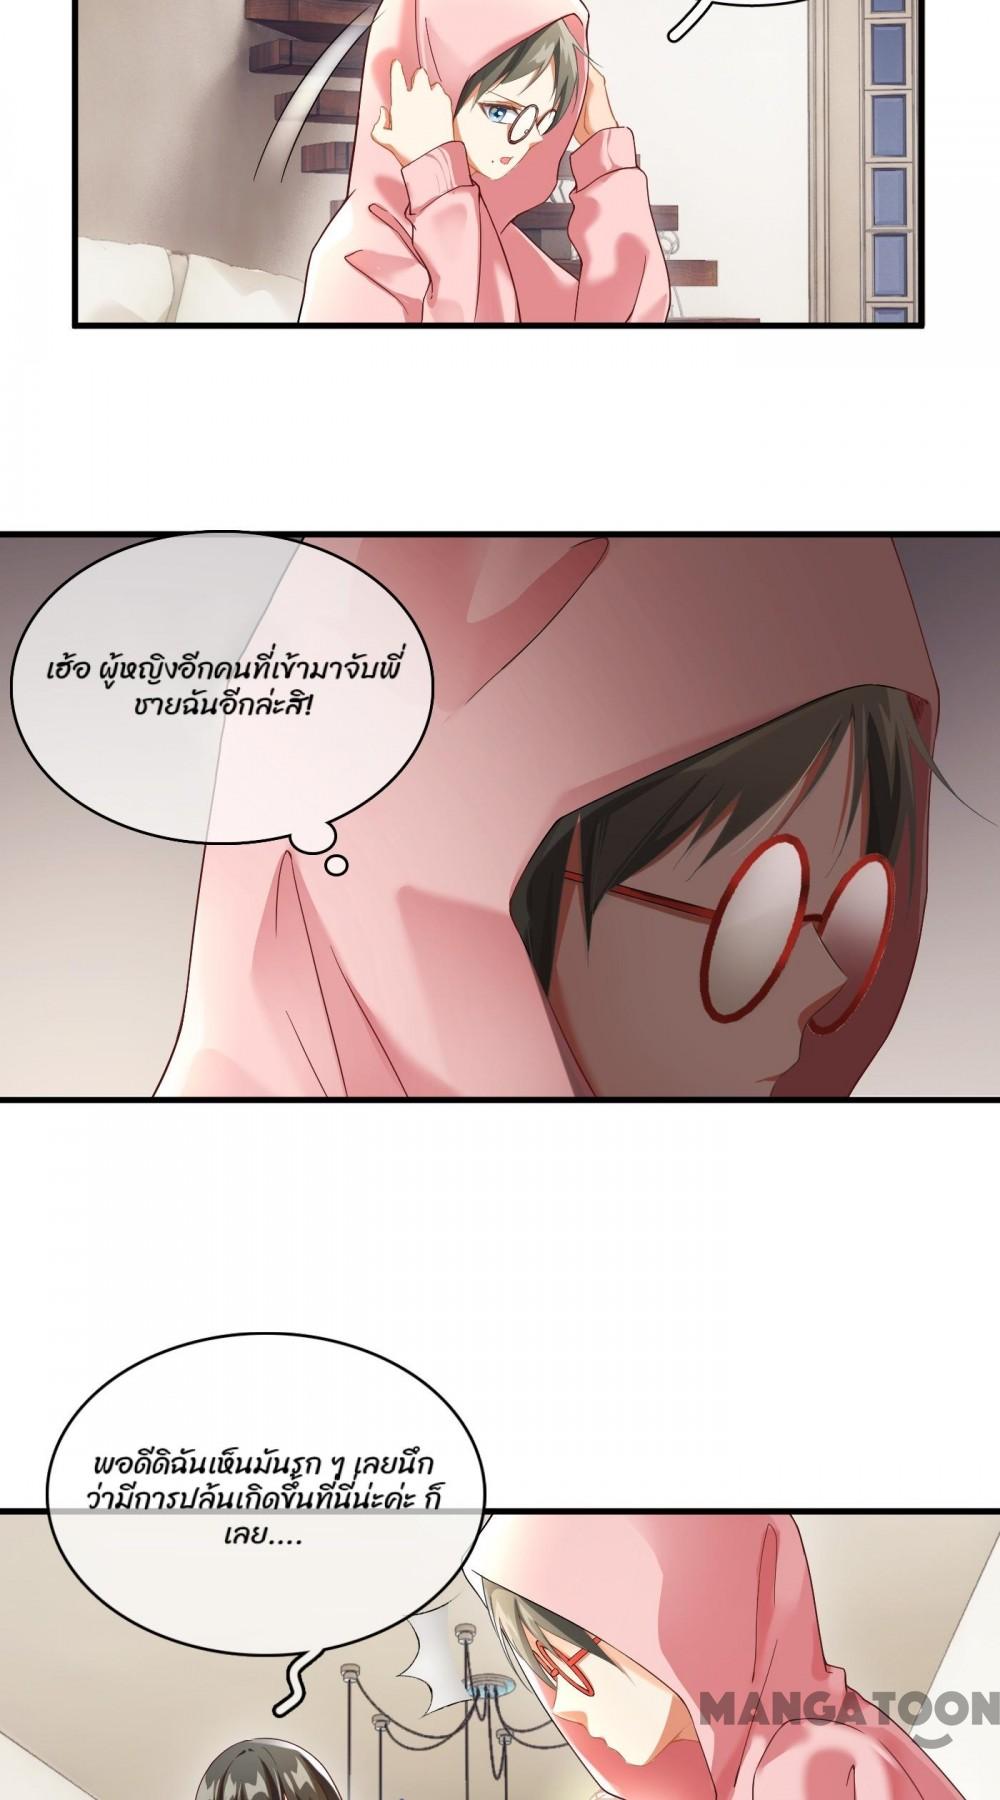 เฮ้อ ผู้หญิงอีกคนที่เข้ามาจับพี่
ชายฉันอีกล่ะสิ!
พอดีดิฉันเห็นมันรก ๆ เลยนึก
ว่ามีการปล้นเกิดขึ้นที่นี่น่ะค่ะ ก็
เลย....
MANGATOON